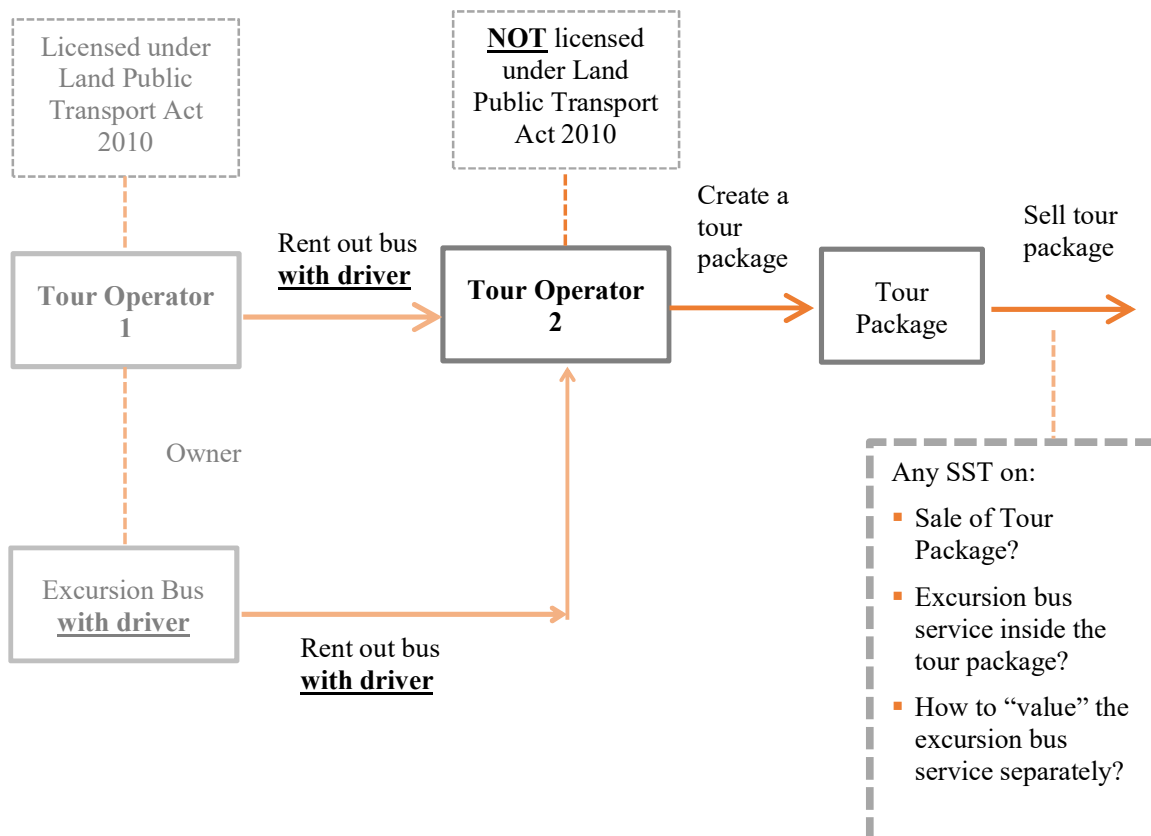 Licensed under
Land Public
Transport Act
2010
NOT licensed
under Land
Public Transport
Act 2010
Create a
tour
package
Sell tour
package
Rent out bus
with driver
Tour Operator
1
Tour Operator
2
Tour
Package
Owner
Excursion Bus
with driver
Rent out bus
with driver
Any SST on:
▪ Sale of Tour
Package?
▪ Excursion bus
service inside the
tour package?
▪ How to “value” the
excursion bus
service separately?